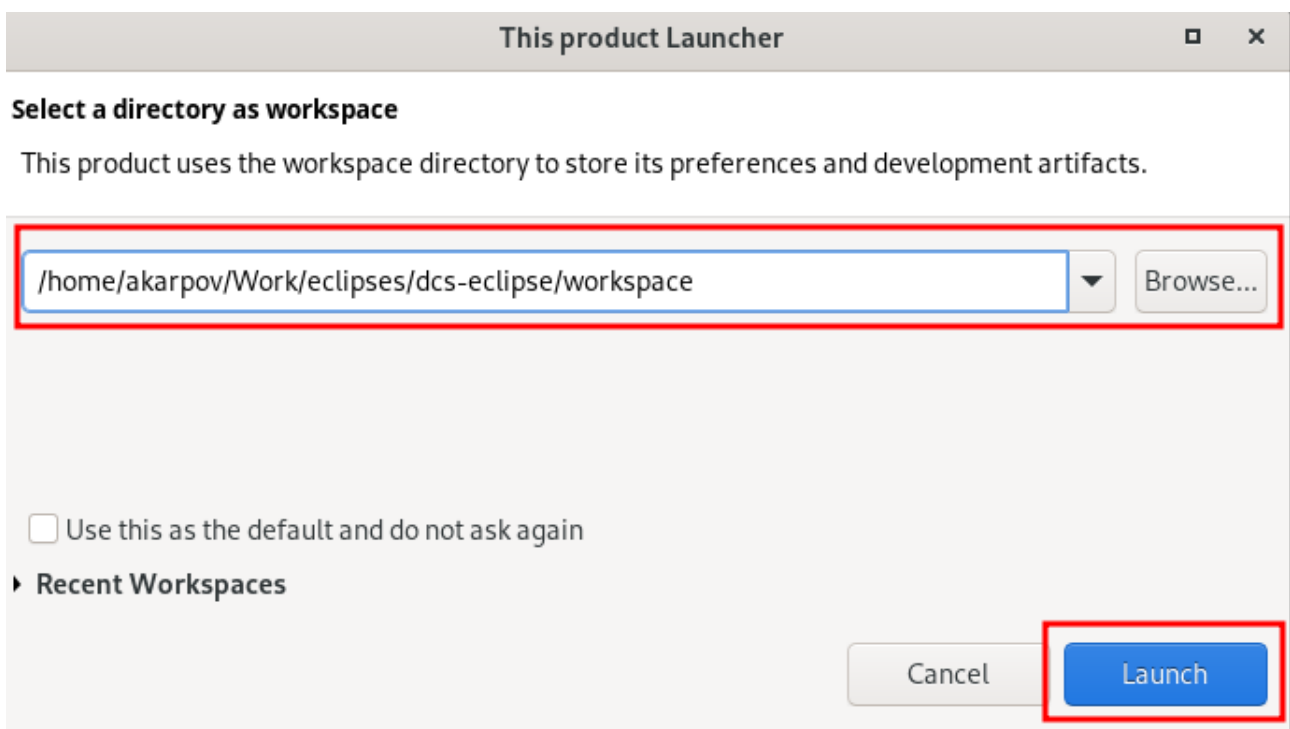 This product Launcher
Select a directory as workspace
This product uses the workspace directory to store its preferences and development artifacts.
/home/akarpov/Work/eclipses/dcs-eclipse/workspace
Browse...
Use this as the default and do not ask again
Recent Workspaces
Cancel
Launch